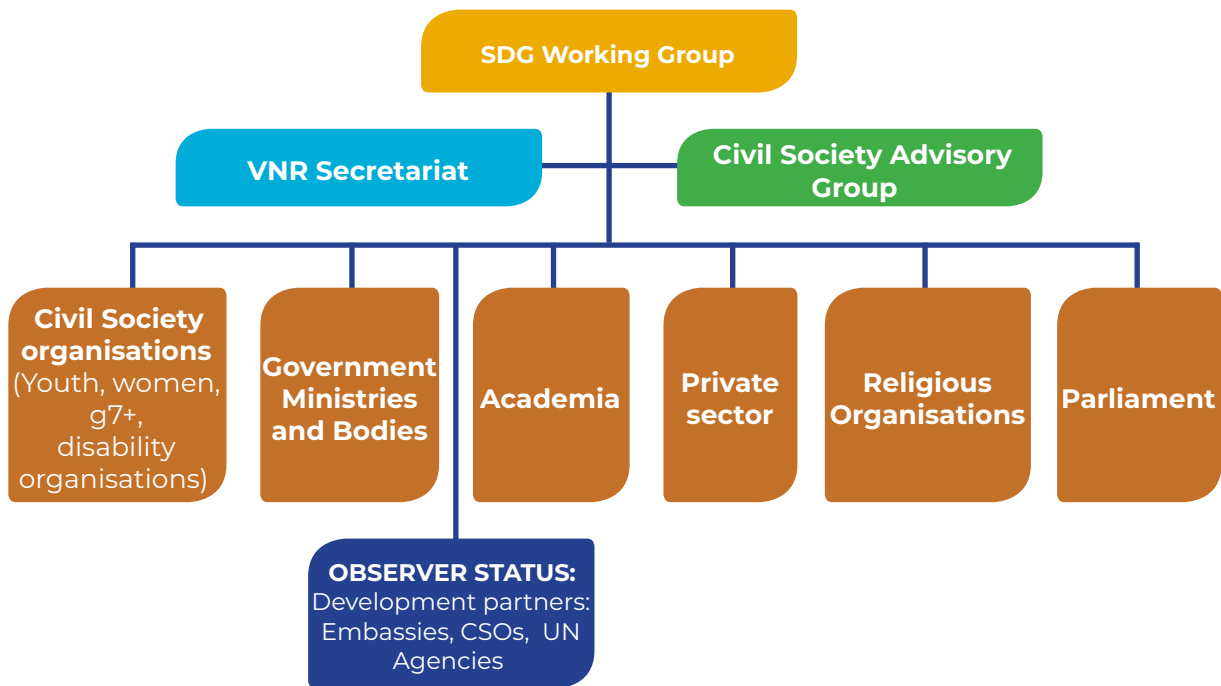 SDG Working Group
VNR Secretariat
Civil Society Advisory
Group
Civil Society
organisations
(Youth, women,
g7+,
disability
organisations)
Government
Ministries
and Bodies
Academia
Private
sector
Religious
Organisations
Parliament
OBSERVER STATUS:
Development partners:
Embassies, CSOs, UN
Agencies